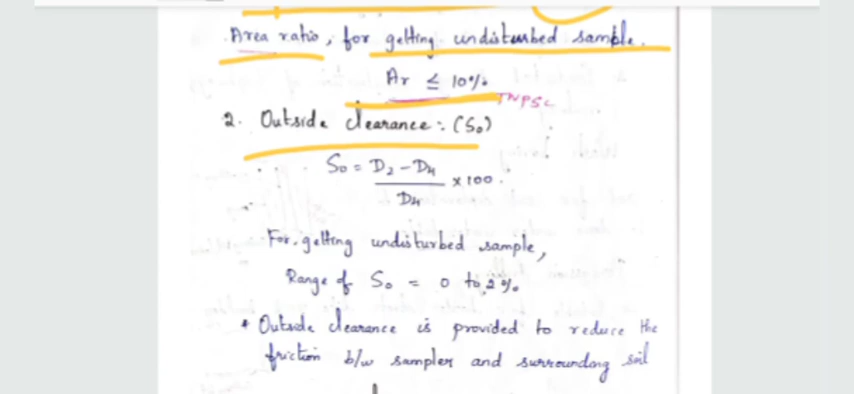 Area ratio, for getting undisturbed sample.
Ar ≤ 10%
TNPSC
2. Outside clearance : (So)
So = D2 - D4 / D4 x 100.
For getting undisturbed sample,
Range of So = 0 to 2%.
• Outside clearance is provided to reduce the
friction b/w sampler and surrounding soil